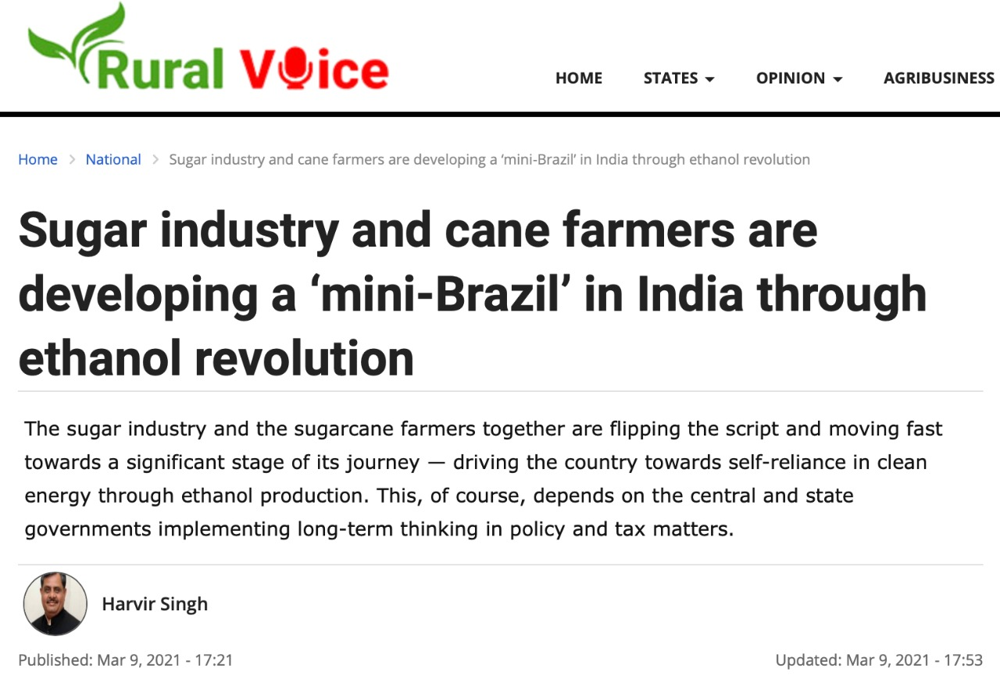 Rural Voice
HOME STATES OPINION AGRIBUSINESS
Home > National > Sugar industry and cane farmers are developing a ‘mini-Brazil’ in India through ethanol revolution
Sugar industry and cane farmers are
developing a ‘mini-Brazil’ in India through
ethanol revolution
The sugar industry and the sugarcane farmers together are flipping the script and moving fast
towards a significant stage of its journey — driving the country towards self-reliance in clean
energy through ethanol production. This, of course, depends on the central and state
governments implementing long-term thinking in policy and tax matters.
Harvir Singh
Published: Mar 9, 2021 - 17:21 Updated: Mar 9, 2021 - 17:53